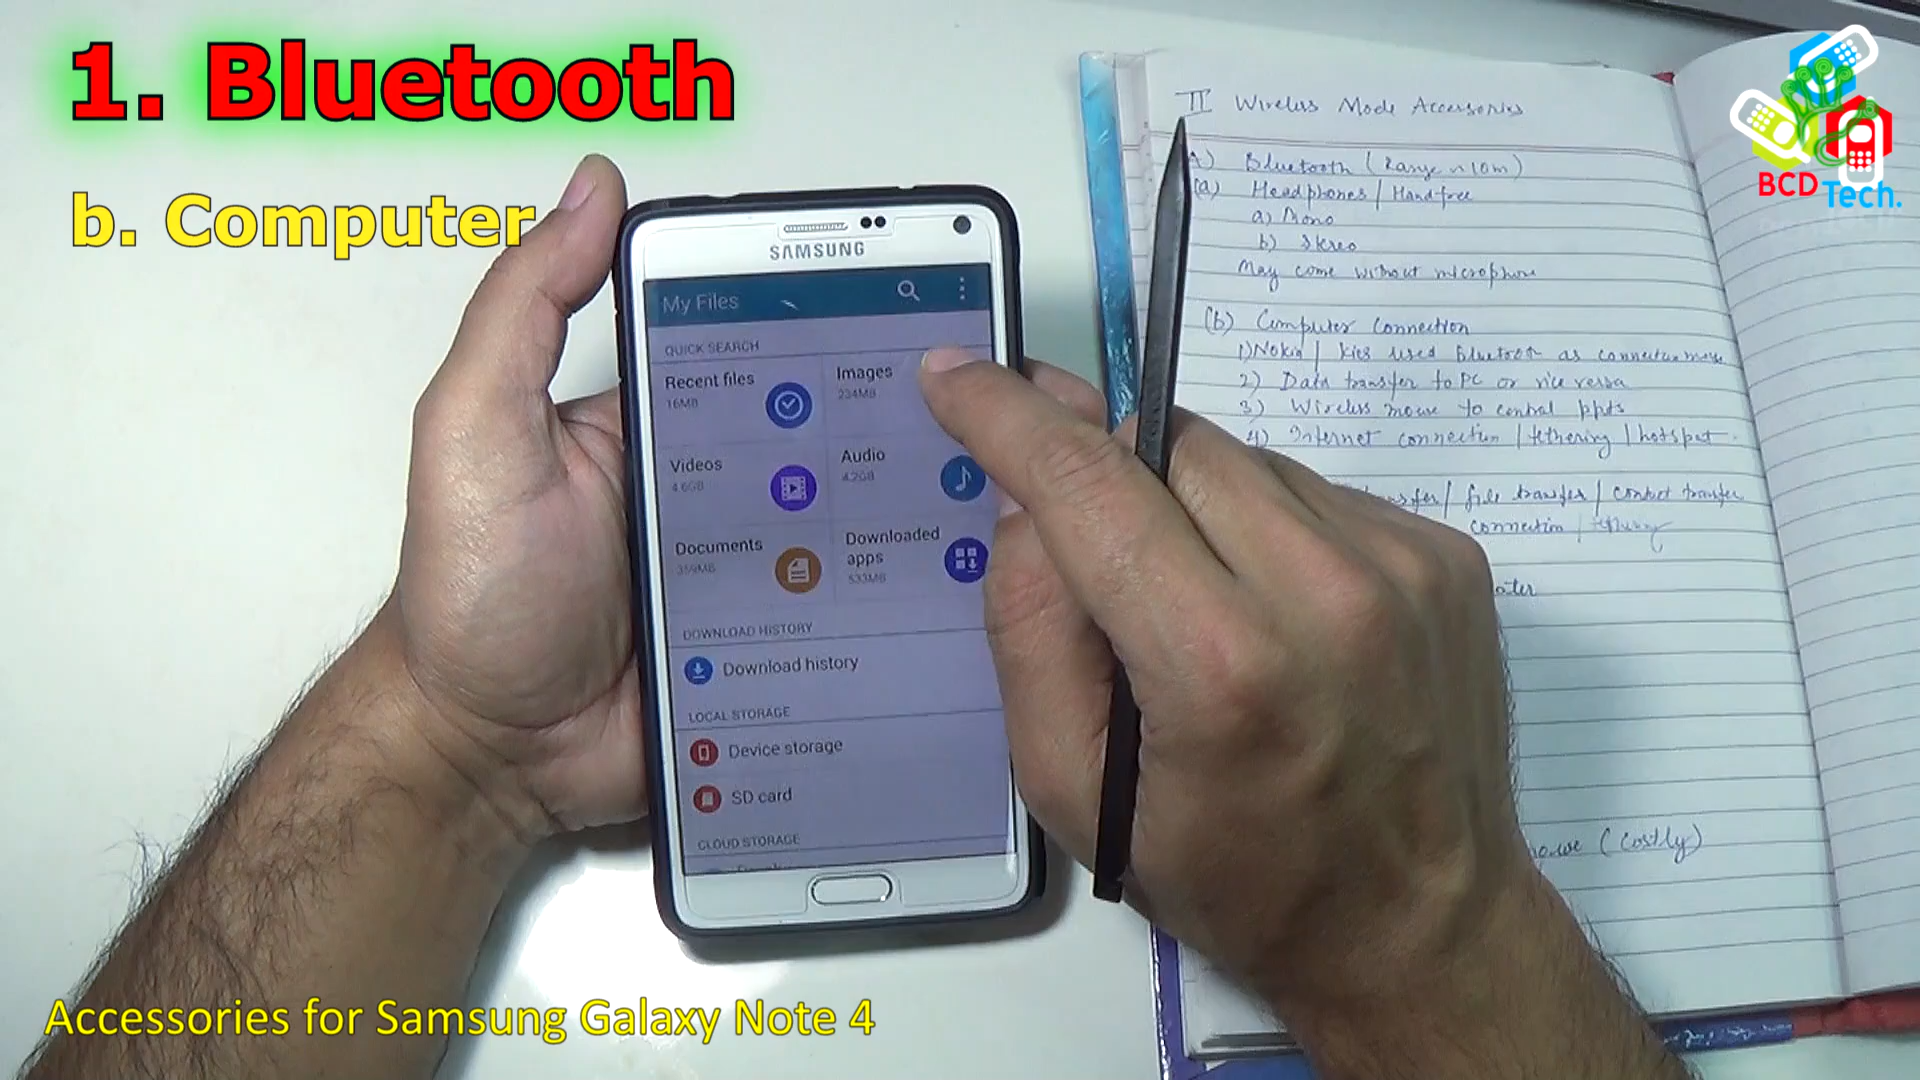 1. Bluetooth
b. Computer
SAMSUNG
My Files
QUICK SEARCH
Recent files
16MB
Images
234MB
Videos
4.6GB
Audio
4.2GB
Documents
359MB
Downloaded
apps
533MB
DOWNLOAD HISTORY
Download history
LOCAL STORAGE
Device storage
SD card
CLOUD STORAGE
II Wireless Mode Accessories
A) Bluetooth (Range ~ 10m)
(a) Headphones / Handfree
a) Mono
b) Stereo
May come without microphone
(b) Computer Connection
1) Nokia / Kies used Bluetooth as connection mode
2) Data transfer to PC or vice versa
3) Wireless mouse to control ppts
4) Internet connection / tethering / hotspot
/ file transfer / contact transfer
connection / tethering
(costly)
BCD
Tech.
Accessories for Samsung Galaxy Note 4